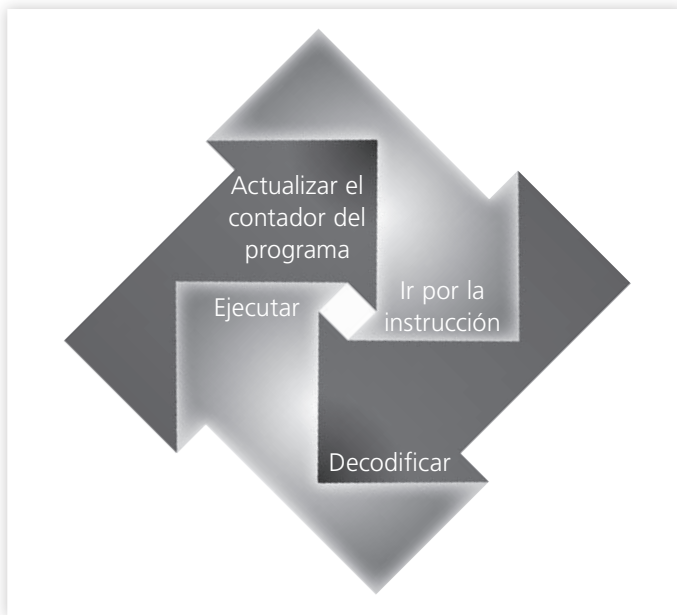 Actualizar el
contador del
programa
Ir por la
instrucción
Ejecutar
Decodificar